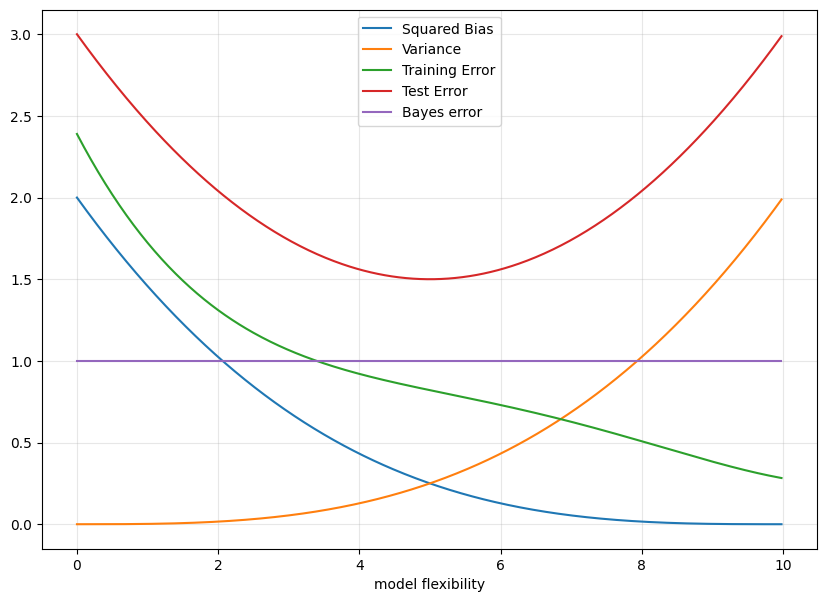 Squared Bias
Variance
Training Error
Test Error
Bayes error
3.0
2.5
2.0
1.5
1.0
0.5
0.0
0 2 4 6 8 10
model flexibility